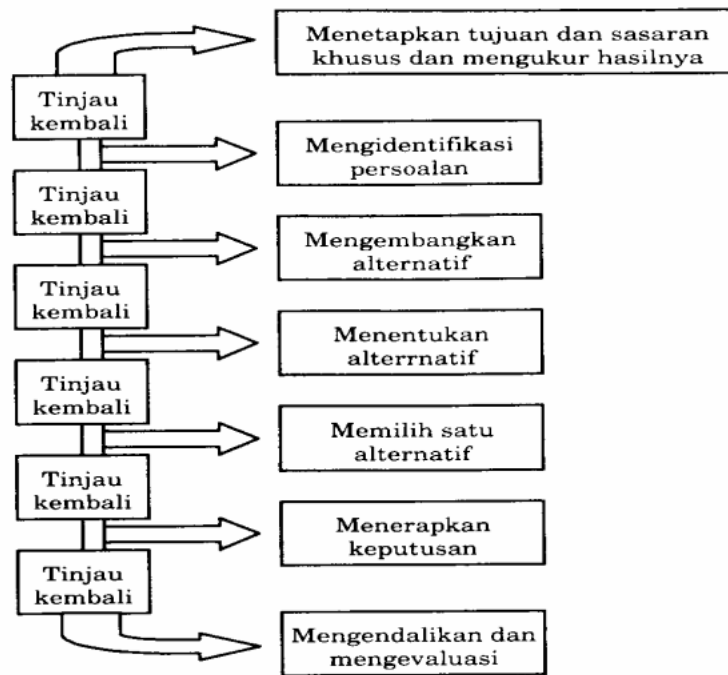 Menetapkan tujuan dan sasaran
khusus dan mengukur hasilnya
Tinjau
kembali
Mengidentifikasi
persoalan
Tinjau
kembali
Mengembangkan
alternatif
Tinjau
kembali
Menentukan
alterrnatif
Tinjau
kembali
Memilih satu
alternatif
Tinjau
kembali
Menerapkan
keputusan
Tinjau
kembali
Mengendalikan dan
mengevaluasi